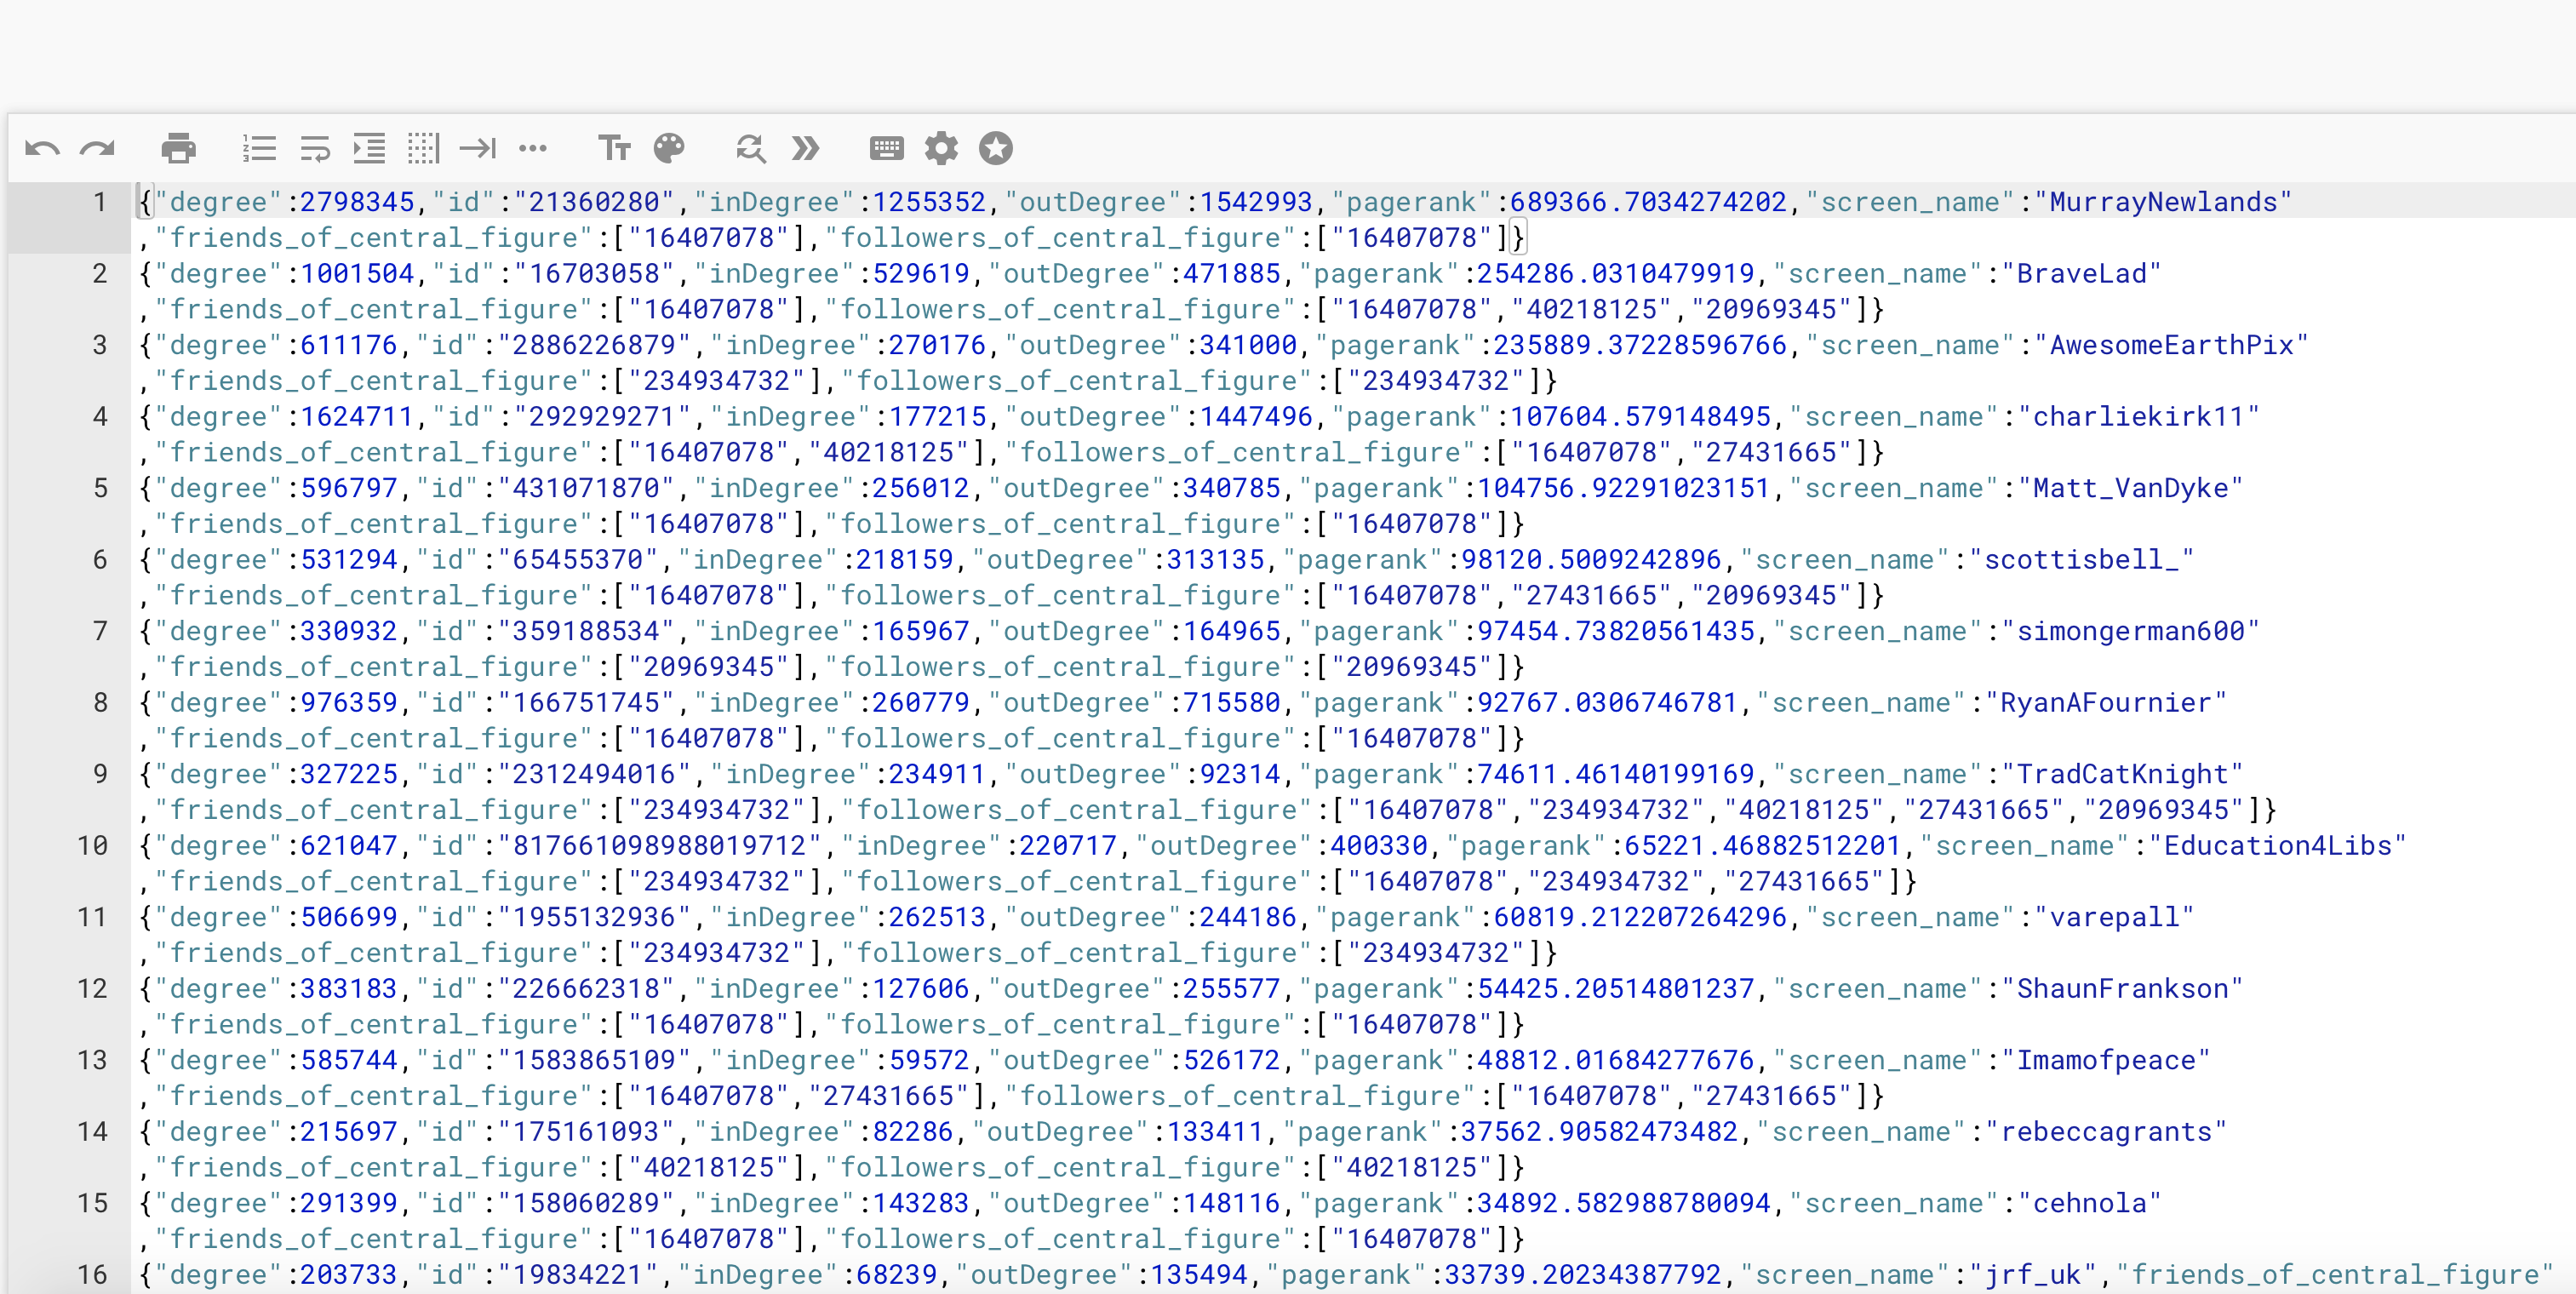 1 {"degree":2798345,"id":"21360280","inDegree":1255352,"outDegree":1542993,"pagerank":689366.7034274202,"screen_name":"MurrayNewlands"
,"friends_of_central_figure":["16407078"],"followers_of_central_figure":["16407078"]}
2 {"degree":1001504,"id":"16703058","inDegree":529619,"outDegree":471885,"pagerank":254286.0310479919,"screen_name":"BraveLad"
,"friends_of_central_figure":["16407078"],"followers_of_central_figure":["16407078","40218125","20969345"]}
3 {"degree":611176,"id":"2886226879","inDegree":270176,"outDegree":341000,"pagerank":235889.37228596766,"screen_name":"AwesomeEarthPix"
,"friends_of_central_figure":["234934732"],"followers_of_central_figure":["234934732"]}
4 {"degree":1624711,"id":"292929271","inDegree":177215,"outDegree":1447496,"pagerank":107604.579148495,"screen_name":"charliekirk11"
,"friends_of_central_figure":["16407078","40218125"],"followers_of_central_figure":["16407078","27431665"]}
5 {"degree":596797,"id":"431071870","inDegree":256012,"outDegree":340785,"pagerank":104756.92291023151,"screen_name":"Matt_VanDyke"
,"friends_of_central_figure":["16407078"],"followers_of_central_figure":["16407078"]}
6 {"degree":531294,"id":"65455370","inDegree":218159,"outDegree":313135,"pagerank":98120.5009242896,"screen_name":"scottisbell_"
,"friends_of_central_figure":["16407078"],"followers_of_central_figure":["16407078","27431665","20969345"]}
7 {"degree":330932,"id":"359188534","inDegree":165967,"outDegree":164965,"pagerank":97454.73820561435,"screen_name":"simongerman600"
,"friends_of_central_figure":["20969345"],"followers_of_central_figure":["20969345"]}
8 {"degree":976359,"id":"166751745","inDegree":260779,"outDegree":715580,"pagerank":92767.0306746781,"screen_name":"RyanAFournier"
,"friends_of_central_figure":["16407078"],"followers_of_central_figure":["16407078"]}
9 {"degree":327225,"id":"2312494016","inDegree":234911,"outDegree":92314,"pagerank":74611.46140199169,"screen_name":"TradCatKnight"
,"friends_of_central_figure":["234934732"],"followers_of_central_figure":["16407078","234934732","40218125","27431665","20969345"]}
10 {"degree":621047,"id":"817661098988019712","inDegree":220717,"outDegree":400330,"pagerank":65221.46882512201,"screen_name":"Education4Libs"
,"friends_of_central_figure":["234934732"],"followers_of_central_figure":["16407078","234934732","27431665"]}
11 {"degree":506699,"id":"1955132936","inDegree":262513,"outDegree":244186,"pagerank":60819.212207264296,"screen_name":"varepall"
,"friends_of_central_figure":["234934732"],"followers_of_central_figure":["234934732"]}
12 {"degree":383183,"id":"226662318","inDegree":127606,"outDegree":255577,"pagerank":54425.20514801237,"screen_name":"ShaunFrankson"
,"friends_of_central_figure":["16407078"],"followers_of_central_figure":["16407078"]}
13 {"degree":585744,"id":"1583865109","inDegree":59572,"outDegree":526172,"pagerank":48812.01684277676,"screen_name":"Imamofpeace"
,"friends_of_central_figure":["16407078","27431665"],"followers_of_central_figure":["16407078","27431665"]}
14 {"degree":215697,"id":"175161093","inDegree":82286,"outDegree":133411,"pagerank":37562.90582473482,"screen_name":"rebeccagrants"
,"friends_of_central_figure":["40218125"],"followers_of_central_figure":["40218125"]}
15 {"degree":291399,"id":"158060289","inDegree":143283,"outDegree":148116,"pagerank":34892.582988780094,"screen_name":"cehnola"
,"friends_of_central_figure":["16407078"],"followers_of_central_figure":["16407078"]}
16 {"degree":203733,"id":"19834221","inDegree":68239,"outDegree":135494,"pagerank":33739.20234387792,"screen_name":"jrf_uk","friends_of_central_figure"